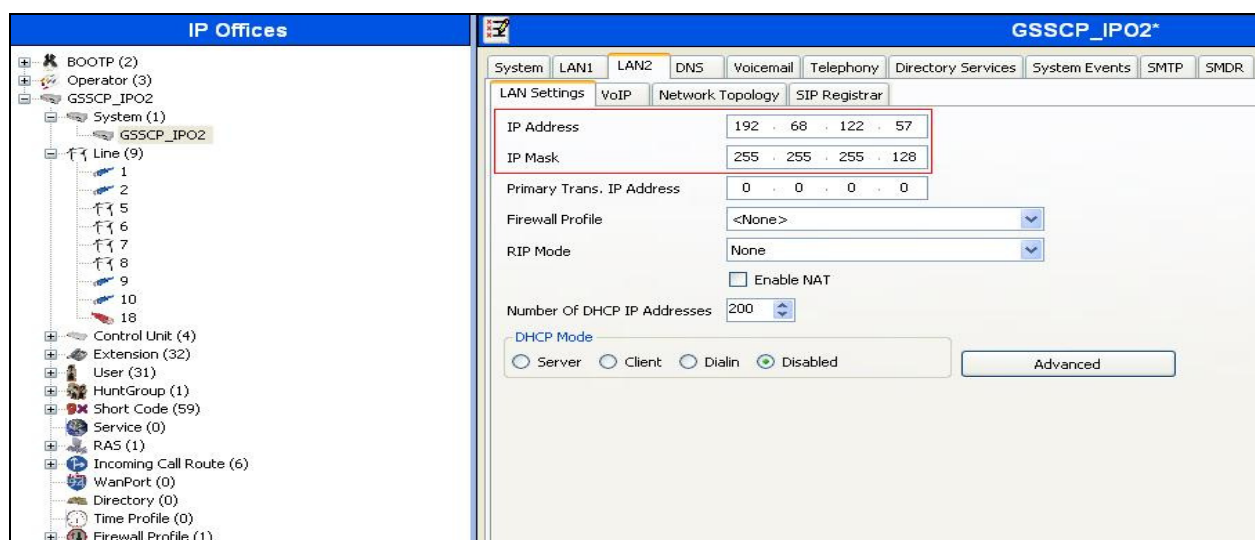 IP Offices
BOOTP (2)
Operator (3)
GSSCP_IPO2
System (1)
GSSCP_IPO2
Line (9)
1
2
5
6
7
8
9
10
18
Control Unit (4)
Extension (32)
User (31)
HuntGroup (1)
Short Code (59)
Service (0)
RAS (1)
Incoming Call Route (6)
WanPort (0)
Directory (0)
Time Profile (0)
Firewall Profile (1)
GSSCP_IPO2*
System LAN1 LAN2 DNS Voicemail Telephony Directory Services System Events SMTP SMDR
LAN Settings VoIP Network Topology SIP Registrar
IP Address 192 . 68 . 122 . 57
IP Mask 255 . 255 . 255 . 128
Primary Trans. IP Address 0 . 0 . 0 . 0
Firewall Profile <None>
RIP Mode None
Enable NAT
Number Of DHCP IP Addresses 200
DHCP Mode
Server Client Dialin Disabled Advanced